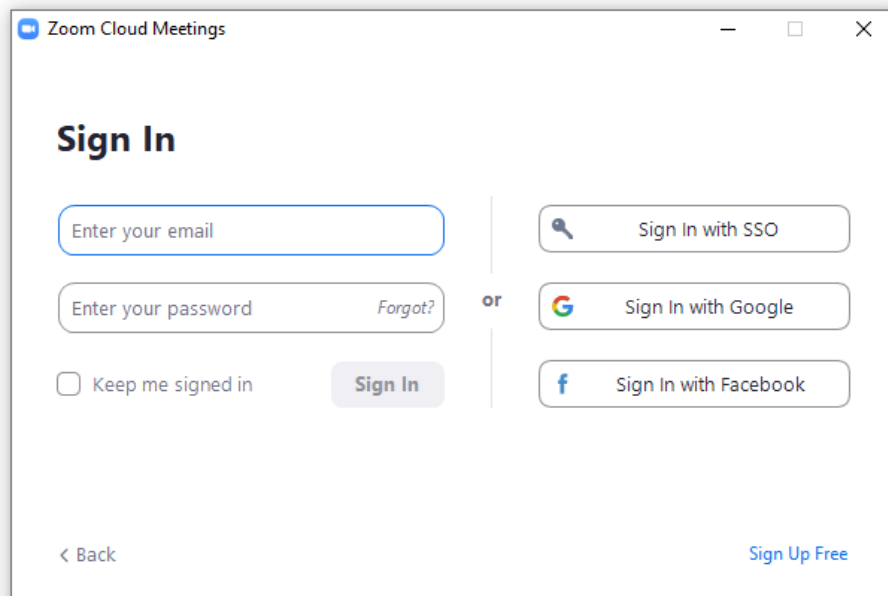 Zoom Cloud Meetings
Sign In
Enter your email
Enter your password Forgot?
Keep me signed in Sign In
or
Sign In with SSO
Sign In with Google
Sign In with Facebook
< Back
Sign Up Free